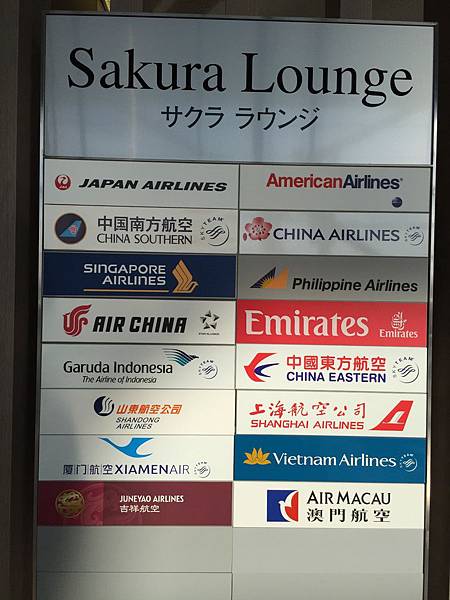 Sakura Lounge
サクラ ラウンジ
JAPAN AIRLINES
AmericanAirlines
中国南方航空
CHINA SOUTHERN
SKYTEAM
CHINA AIRLINES
SINGAPORE
AIRLINES
Philippine Airlines
AIR CHINA
STAR ALLIANCE
Emirates
Emirates
Garuda Indonesia
The Airline of Indonesia
SKYTEAM
中國東方航空
CHINA EASTERN
山東航空公司
SHANDONG
AIRLINES
上海航空公司
SHANGHAI AIRLINES
厦门航空 XIAMENAIR
Vietnam Airlines
JUNEYAO AIRLINES
吉祥航空
AIR MACAU
澳門航空